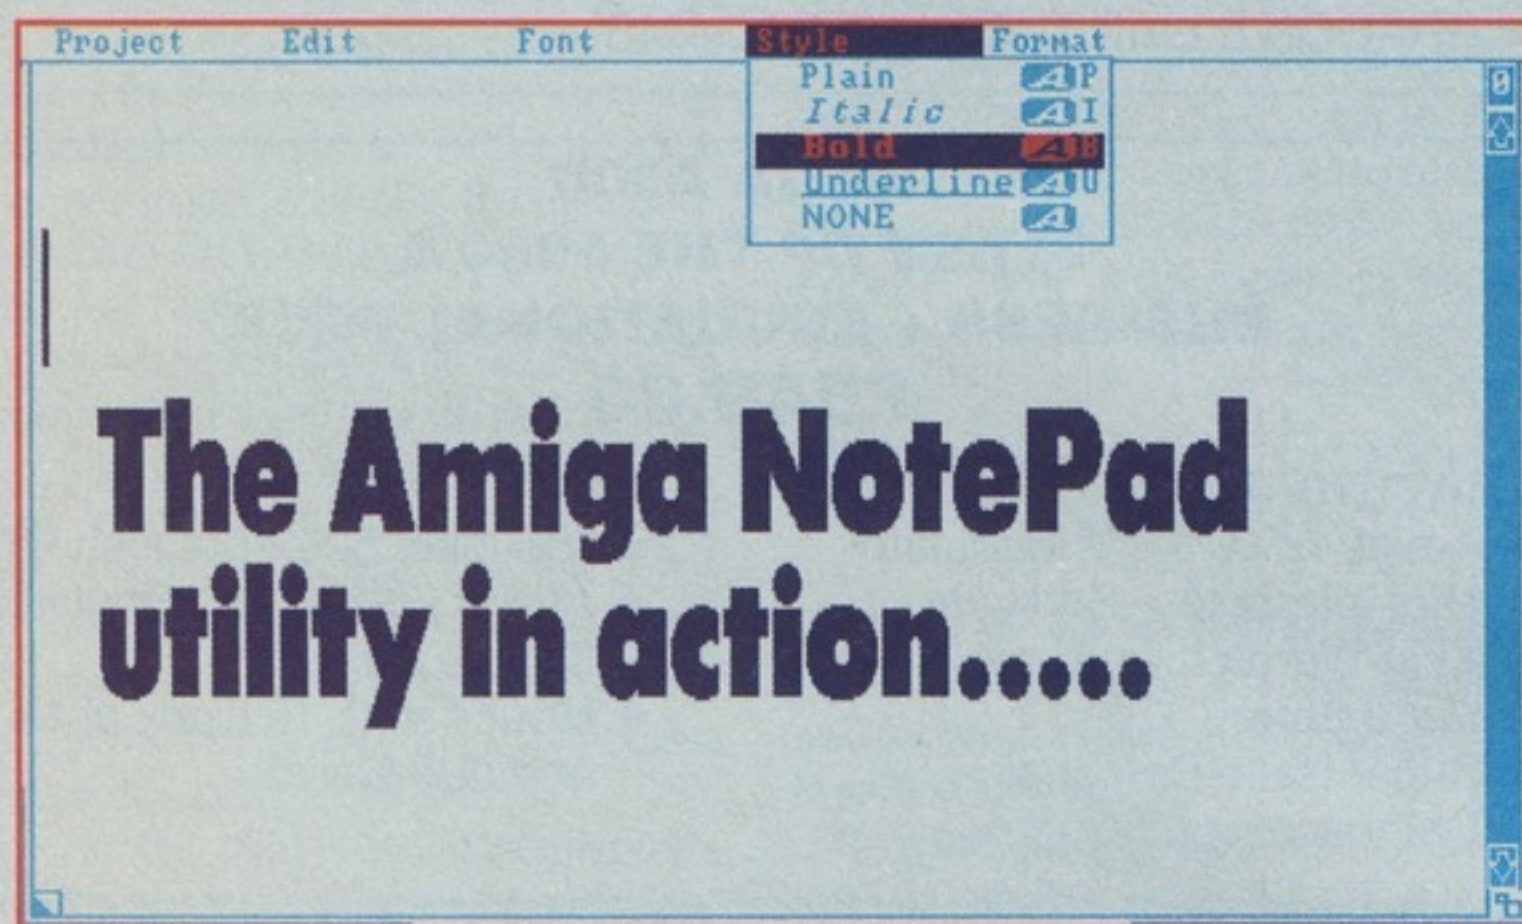 Project Edit Font Style Format
Plain A P
Italic A I
Bold A B
Underline A U
NONE A
The Amiga NotePad
utility in action.....